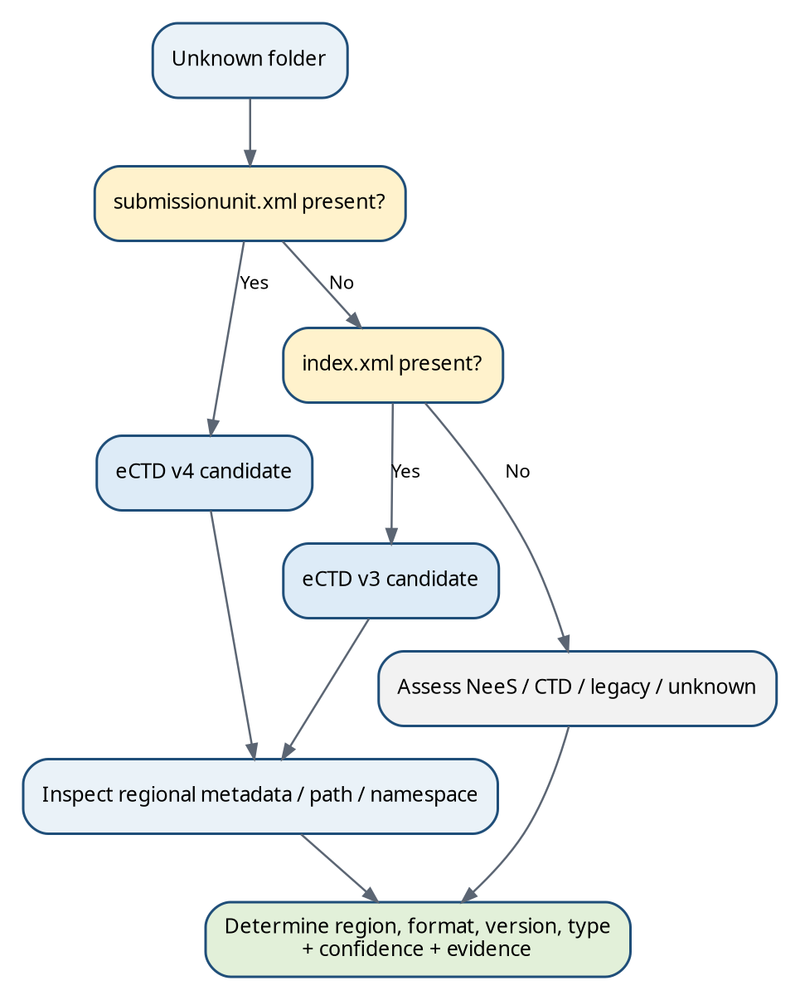 Unknown folder
submissionunit.xml present?
Yes
No
index.xml present?
eCTD v4 candidate
Yes
No
eCTD v3 candidate
Assess NeeS / CTD / legacy / unknown
Inspect regional metadata / path / namespace
Determine region, format, version, type
+ confidence + evidence